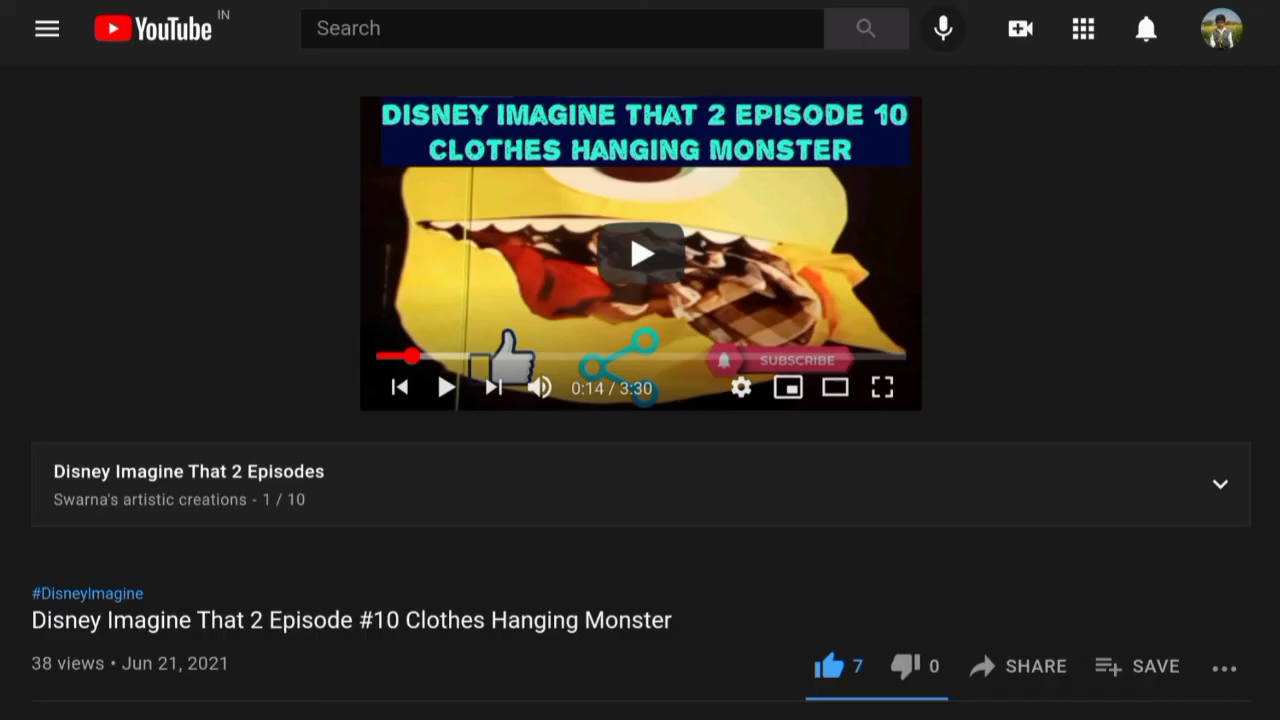 YouTube IN
Search
DISNEY IMAGINE THAT 2 EPISODE 10
CLOTHES HANGING MONSTER
SUBSCRIBE
0:14 / 3:30
Disney Imagine That 2 Episodes
Swarna's artistic creations - 1 / 10
#DisneyImagine
Disney Imagine That 2 Episode #10 Clothes Hanging Monster
38 views • Jun 21, 2021
7 0 SHARE SAVE